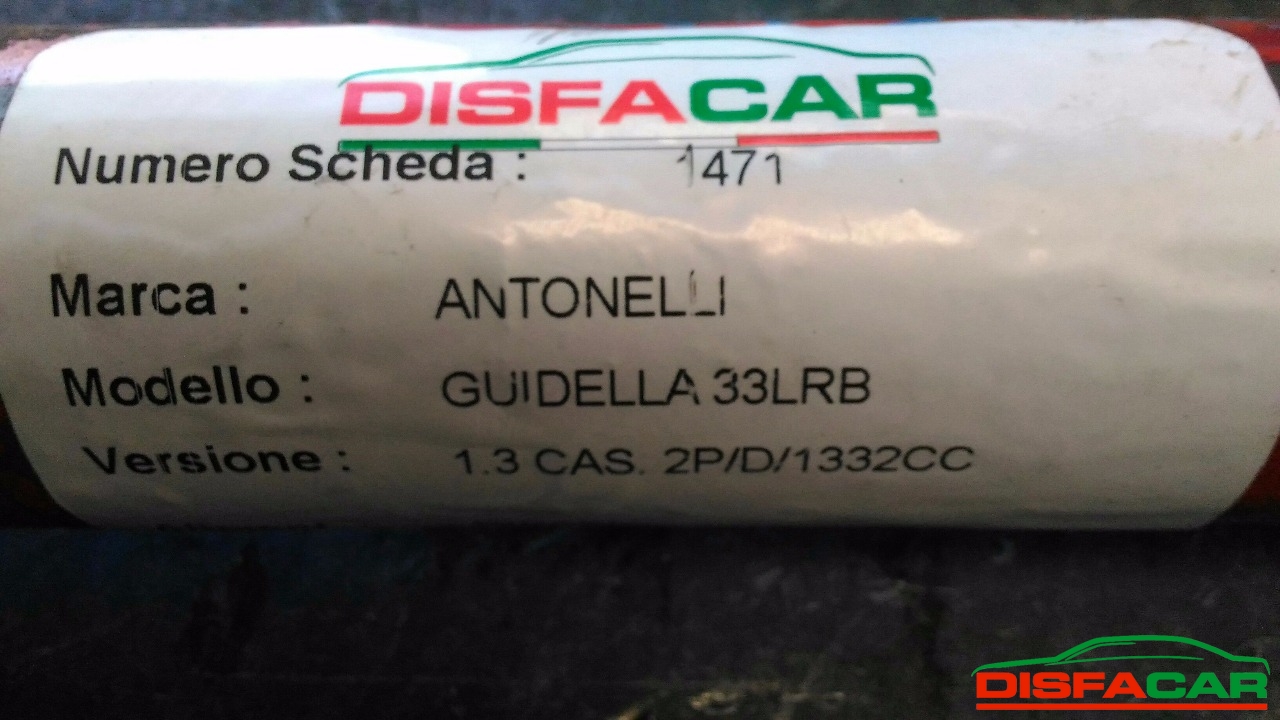 DISFACAR
Numero Scheda : 1471
Marca : ANTONELLI
Modello : GUIDELLA 33LRB
Versione : 1.3 CAS. 2P/D/1332CC
DISFACAR